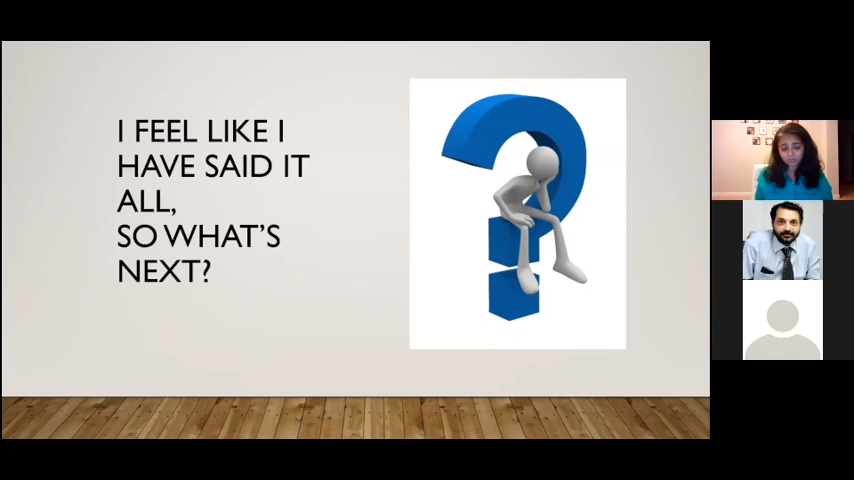 I FEEL LIKE I
HAVE SAID IT
ALL,
SO WHAT'S
NEXT?